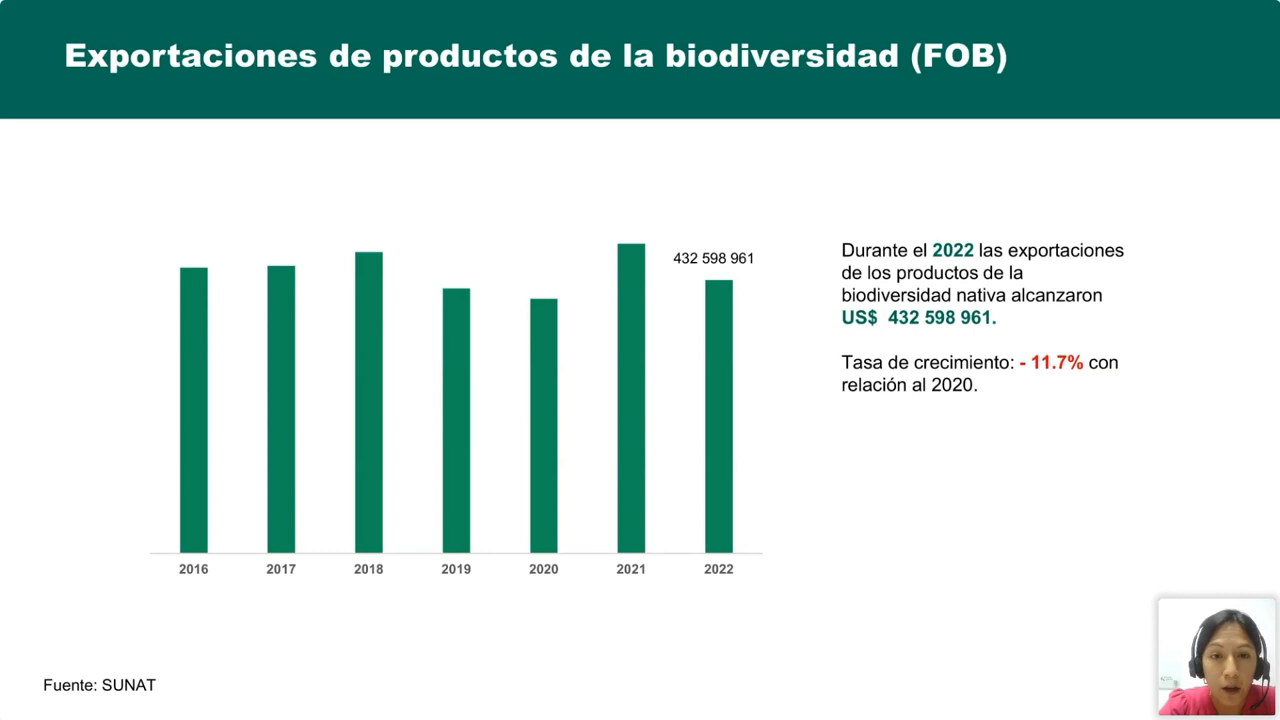 Exportaciones de productos de la biodiversidad (FOB)
432 598 961
2016 2017 2018 2019 2020 2021 2022
Durante el 2022 las exportaciones
de los productos de la
biodiversidad nativa alcanzaron
US$ 432 598 961.
Tasa de crecimiento: - 11.7% con
relación al 2020.
Fuente: SUNAT